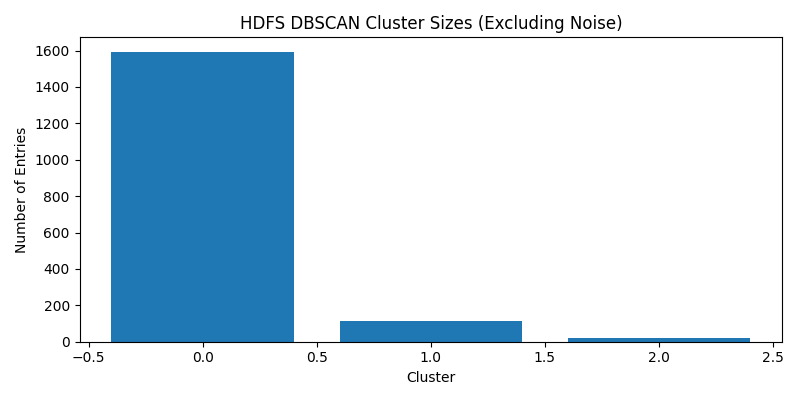 HDFS DBSCAN Cluster Sizes (Excluding Noise)
Number of Entries
1600
1400
1200
1000
800
600
400
200
0
−0.5 0.0 0.5 1.0 1.5 2.0 2.5
Cluster